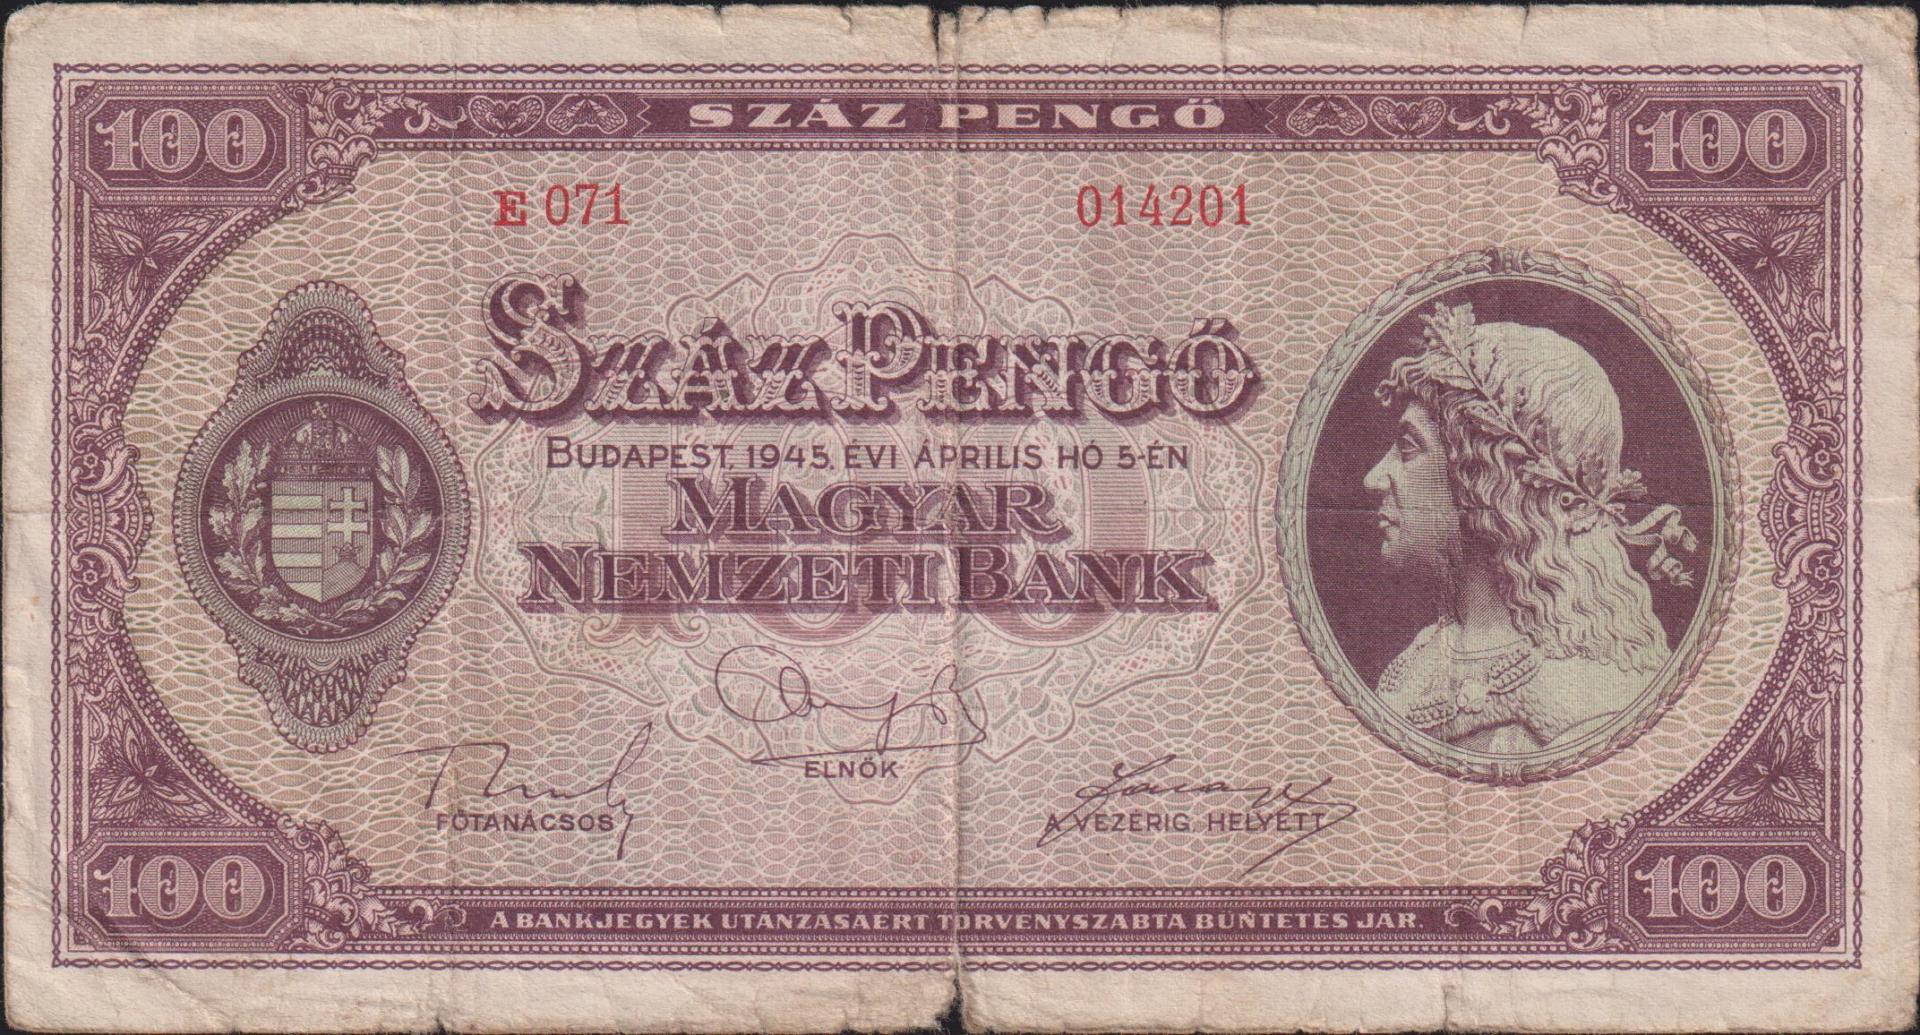 100 SZÁZ PENGŐ 100
E 071 014201
SZÁZ PENGŐ
BUDAPEST, 1945. ÉVI ÁPRILIS HÓ 5-ÉN
MAGYAR
NEMZETI BANK
ELNÖK
FŐTANÁCSOS
A VEZÉRIG. HELYETT
100 100
A BANKJEGYEK UTÁNZÁSÁÉRT TÖRVÉNYSZABTA BÜNTETÉS JÁR.